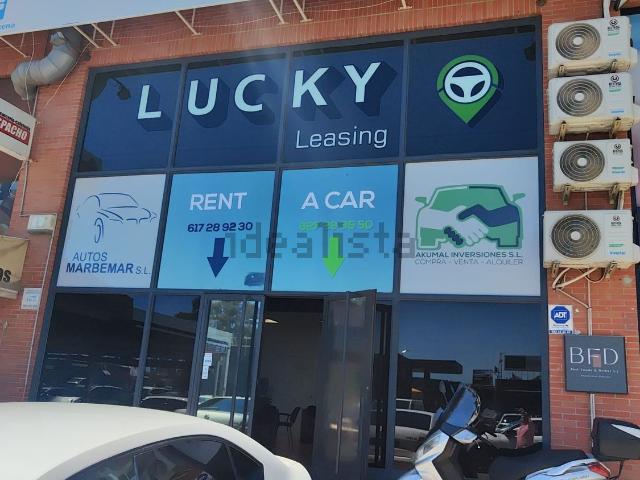 LUCKY
Leasing
RENT
A CAR
617 28 92 30
idealista
AUTOS
MARBEMAR S.L.
AKUMAL INVERSIONES S.L.
COMPRA - VENTA - ALQUILER
ADT
BFD